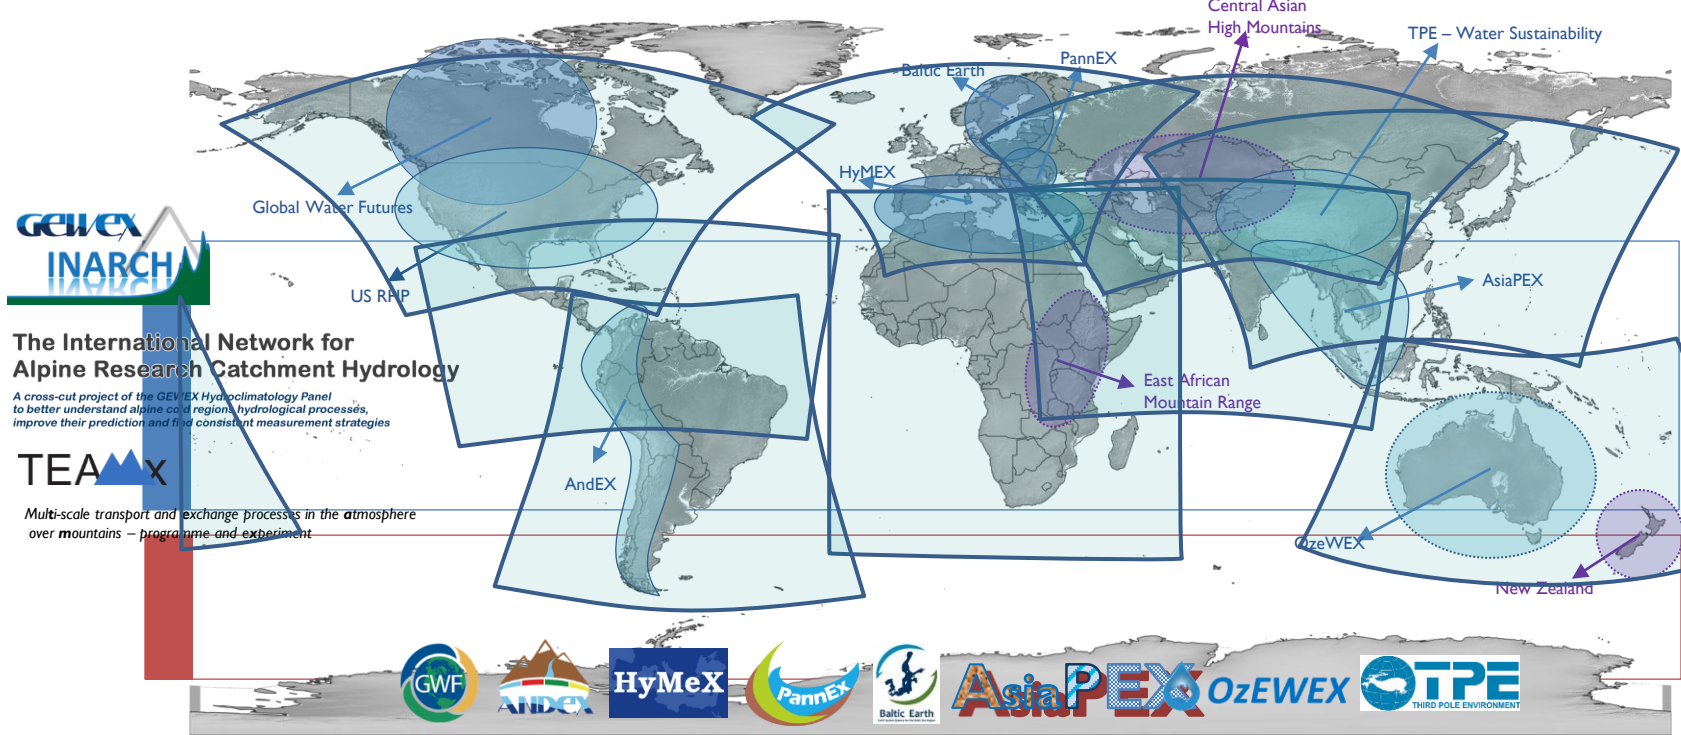 Central Asian
High Mountains
TPE – Water Sustainability
PannEX
Baltic Earth
HyMEX
Global Water Futures
GEWEX
INARCH
US RHP
AsiaPEX
The International Network for
Alpine Research Catchment Hydrology
A cross-cut project of the GEWEX Hydroclimatology Panel
to better understand alpine cold regions hydrological processes,
improve their prediction and find consistent measurement strategies
East African
Mountain Range
TEAMx
AndEX
Multi-scale transport and exchange processes in the atmosphere
over mountains – programme and experiment
OzeWEX
New Zealand
GWF
ANDEX
HyMeX
PannEx
Baltic Earth
AsiaPEX
OzEWEX
TPE
THIRD POLE ENVIRONMENT